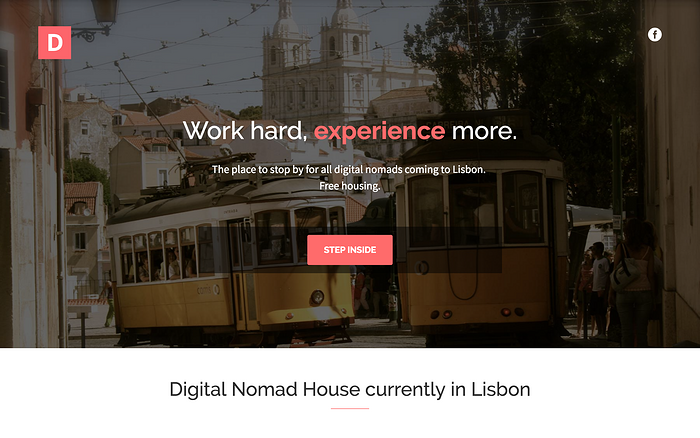 D
f
Work hard, experience more.
The place to stop by for all digital nomads coming to Lisbon.
Free housing.
STEP INSIDE
Digital Nomad House currently in Lisbon